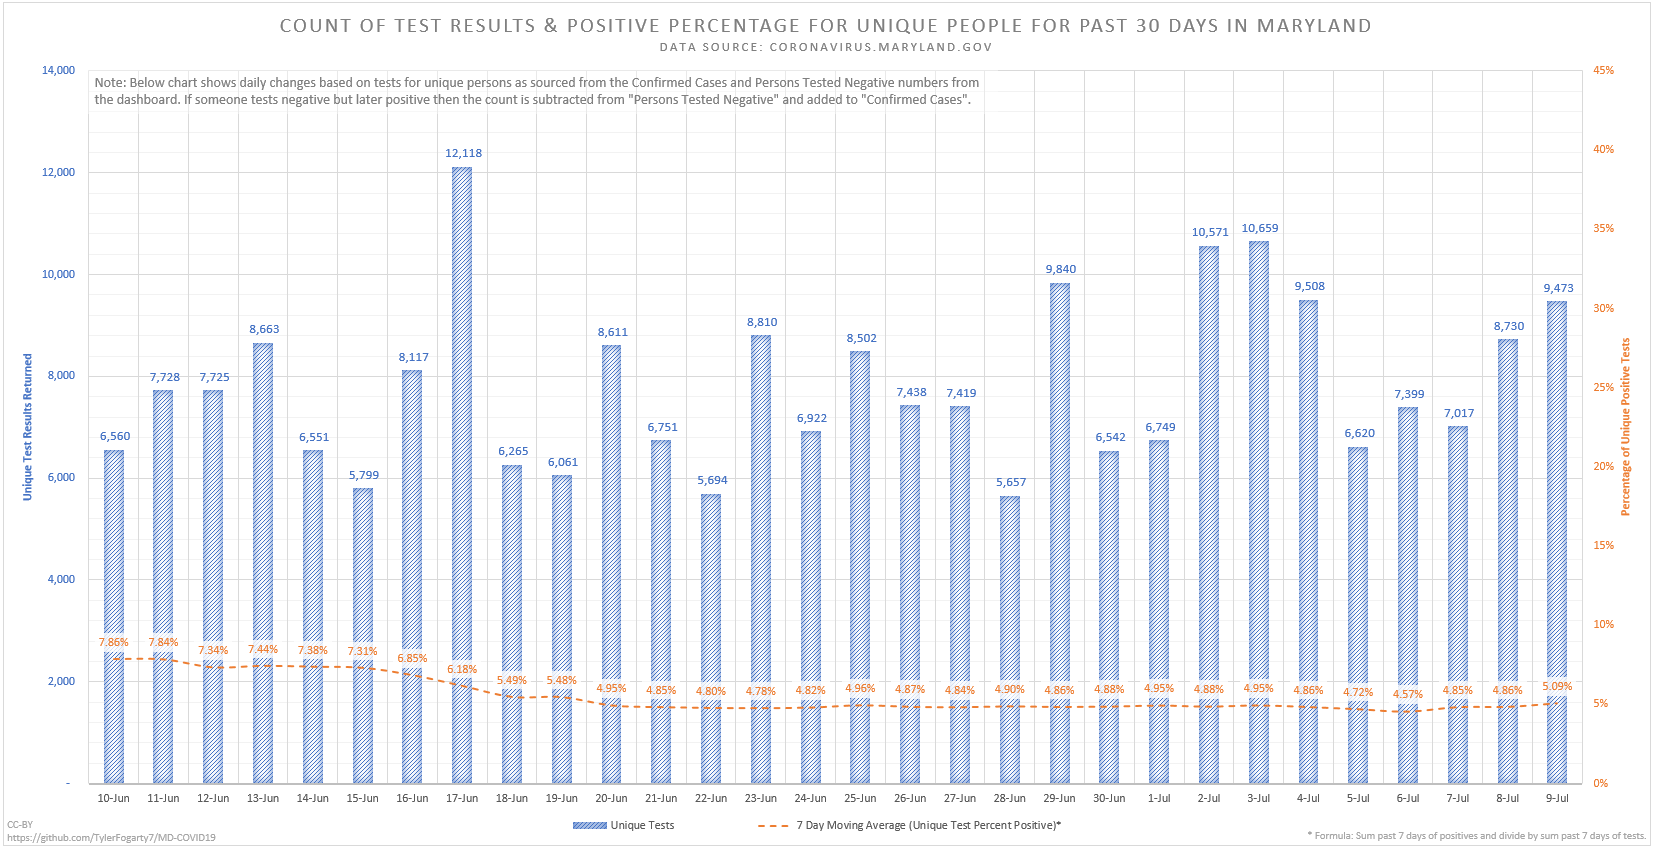 COUNT OF TEST RESULTS & POSITIVE PERCENTAGE FOR UNIQUE PEOPLE FOR PAST 30 DAYS IN MARYLAND
DATA SOURCE: CORONAVIRUS.MARYLAND.GOV
Note: Below chart shows daily changes based on tests for unique persons as sourced from the Confirmed Cases and Persons Tested Negative numbers from
the dashboard. If someone tests negative but later positive then the count is subtracted from "Persons Tested Negative" and added to "Confirmed Cases".
Unique Test Results Returned
14,000
12,000
10,000
8,000
6,000
4,000
2,000
-
6,560 7,728 7,725 8,663 6,551 5,799 8,117 12,118 6,265 6,061 8,611 6,751 5,694 8,810 6,922 8,502 7,438 7,419 5,657 9,840 6,542 6,749 10,571 10,659 9,508 6,620 7,399 7,017 8,730 9,473
7.86% 7.84% 7.34% 7.44% 7.38% 7.31% 6.85% 6.18% 5.49% 5.48% 4.95% 4.85% 4.80% 4.78% 4.82% 4.96% 4.87% 4.84% 4.90% 4.86% 4.88% 4.95% 4.88% 4.95% 4.86% 4.72% 4.57% 4.85% 4.86% 5.09%
45%
40%
35%
30%
25%
20%
15%
10%
5%
0%
Percentage of Unique Positive Tests
10-Jun 11-Jun 12-Jun 13-Jun 14-Jun 15-Jun 16-Jun 17-Jun 18-Jun 19-Jun 20-Jun 21-Jun 22-Jun 23-Jun 24-Jun 25-Jun 26-Jun 27-Jun 28-Jun 29-Jun 30-Jun 1-Jul 2-Jul 3-Jul 4-Jul 5-Jul 6-Jul 7-Jul 8-Jul 9-Jul
Unique Tests 7 Day Moving Average (Unique Test Percent Positive)*
CC-BY
https://github.com/TylerFogarty7/MD-COVID19
* Formula: Sum past 7 days of positives and divide by sum past 7 days of tests.